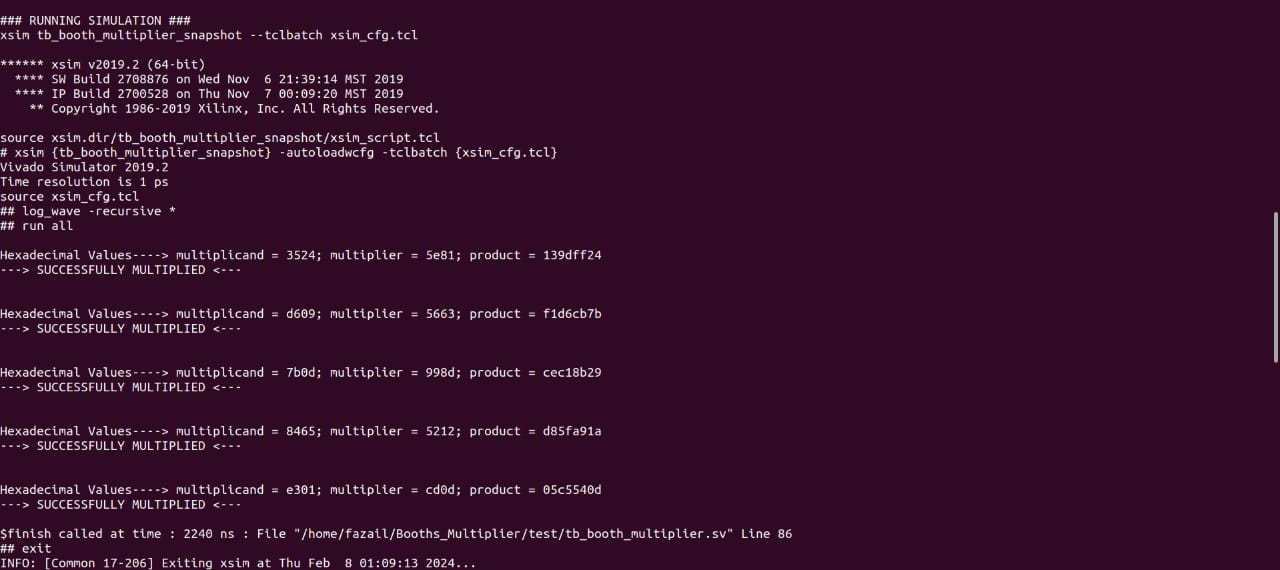 ### RUNNING SIMULATION ###
xsim tb_booth_multiplier_snapshot --tclbatch xsim_cfg.tcl
****** xsim v2019.2 (64-bit)
**** SW Build 2708876 on Wed Nov  6 21:39:14 MST 2019
**** IP Build 2700528 on Thu Nov  7 00:09:20 MST 2019
** Copyright 1986-2019 Xilinx, Inc. All Rights Reserved.
source xsim.dir/tb_booth_multiplier_snapshot/xsim_script.tcl
# xsim {tb_booth_multiplier_snapshot} -autoloadwcfg -tclbatch {xsim_cfg.tcl}
Vivado Simulator 2019.2
Time resolution is 1 ps
source xsim_cfg.tcl
## log_wave -recursive *
## run all
Hexadecimal Values----> multiplicand = 3524; multiplier = 5e81; product = 139dff24
---> SUCCESSFULLY MULTIPLIED <---
Hexadecimal Values----> multiplicand = d609; multiplier = 5663; product = f1d6cb7b
---> SUCCESSFULLY MULTIPLIED <---
Hexadecimal Values----> multiplicand = 7b0d; multiplier = 998d; product = cec18b29
---> SUCCESSFULLY MULTIPLIED <---
Hexadecimal Values----> multiplicand = 8465; multiplier = 5212; product = d85fa91a
---> SUCCESSFULLY MULTIPLIED <---
Hexadecimal Values----> multiplicand = e301; multiplier = cd0d; product = 05c5540d
---> SUCCESSFULLY MULTIPLIED <---
$finish called at time : 2240 ns : File "/home/fazail/Booths_Multiplier/test/tb_booth_multiplier.sv" Line 86
## exit
INFO: [Common 17-206] Exiting xsim at Thu Feb  8 01:09:13 2024...